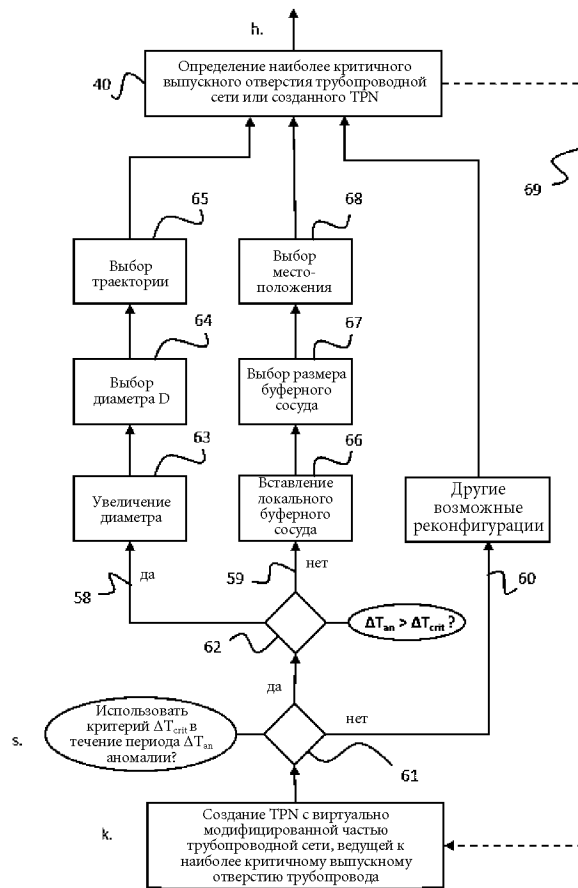 h.
40
Определение наиболее критичного
выпускного отверстия трубопроводной
сети или созданного TPN
69
65
68
Выбор
траектории
Выбор
место-
положения
64
67
Выбор
диаметра D
Выбор размера
буферного
сосуда
63
66
Увеличение
диаметра
Вставление
локального
буферного
сосуда
Другие
возможные
реконфигурации
да
нет
58
59
60
62
ΔTan > ΔTcrit ?
да
нет
s.
Использовать
критерий ΔTcrit в
течение периода ΔTan
аномалии?
61
k.
Создание TPN с виртуально
модифицированной частью
трубопроводной сети, ведущей к
наиболее критичному выпускному
отверстию трубопровода